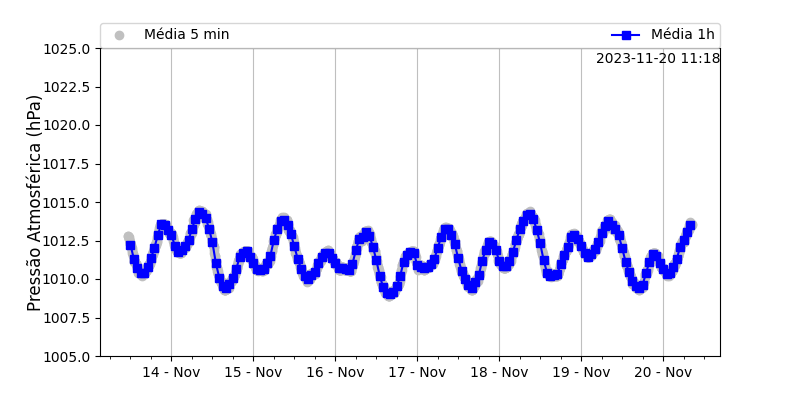 Média 5 min
Média 1h
2023-11-20 11:18
Pressão Atmosférica (hPa)
1025.0
1022.5
1020.0
1017.5
1015.0
1012.5
1010.0
1007.5
1005.0
14 - Nov
15 - Nov
16 - Nov
17 - Nov
18 - Nov
19 - Nov
20 - Nov